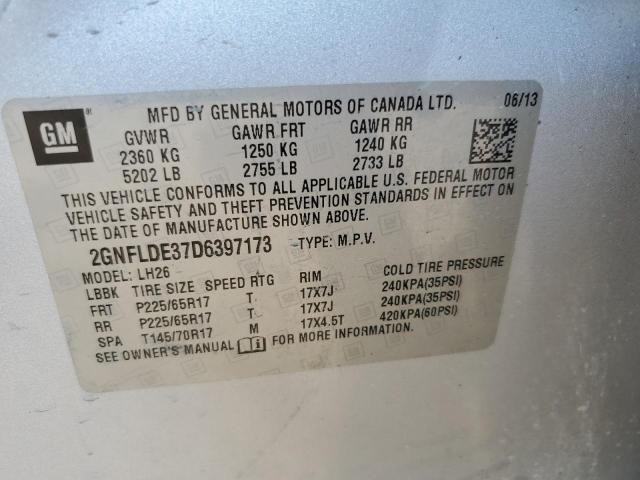 GM
MFD BY GENERAL MOTORS OF CANADA LTD. 06/13
GVWR GAWR FRT GAWR RR
2360 KG 1250 KG 1240 KG
5202 LB 2755 LB 2733 LB
THIS VEHICLE CONFORMS TO ALL APPLICABLE U.S. FEDERAL MOTOR
VEHICLE SAFETY AND THEFT PREVENTION STANDARDS IN EFFECT ON
THE DATE OF MANUFACTURE SHOWN ABOVE.
2GNFLDE37D6397173 TYPE: M.P.V.
MODEL: LH26
LBBK TIRE SIZE SPEED RTG RIM COLD TIRE PRESSURE
FRT P225/65R17 T 17X7J 240KPA(35PSI)
RR P225/65R17 T 17X7J 240KPA(35PSI)
SPA T145/70R17 M 17X4.5T 420KPA(60PSI)
SEE OWNER'S MANUAL FOR MORE INFORMATION.